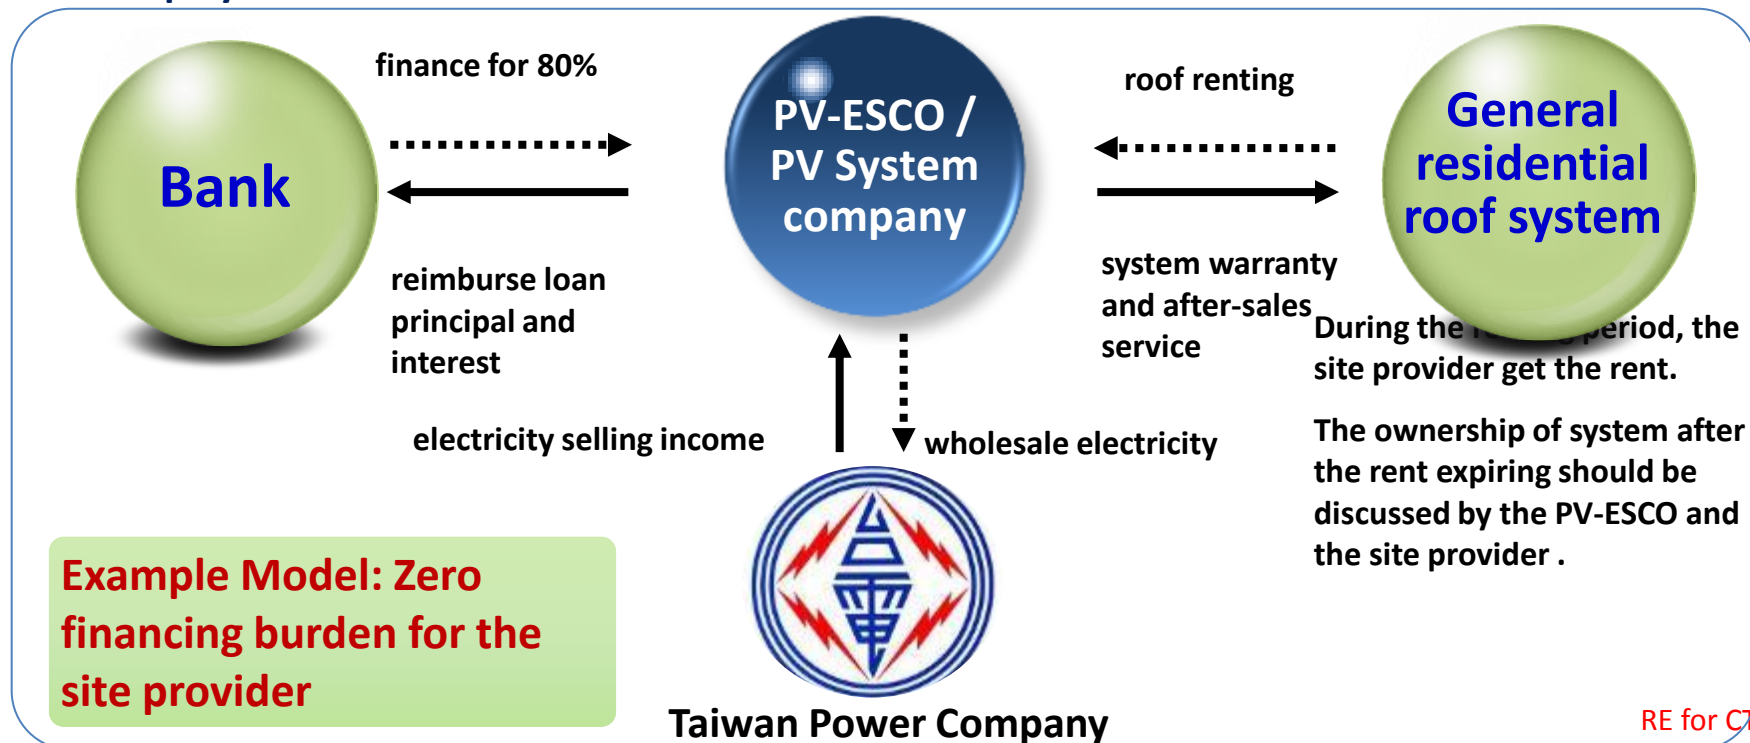 finance for 80%
Bank
reimburse loan
principal and
interest
PV-ESCO /
PV System
company
roof renting
General
residential
roof system
system warranty
and after-sales
service
During the period, the
site provider get the rent.
The ownership of system after
the rent expiring should be
discussed by the PV-ESCO and
the site provider .
electricity selling income
wholesale electricity
Example Model: Zero
financing burden for the
site provider
Taiwan Power Company
RE for CT